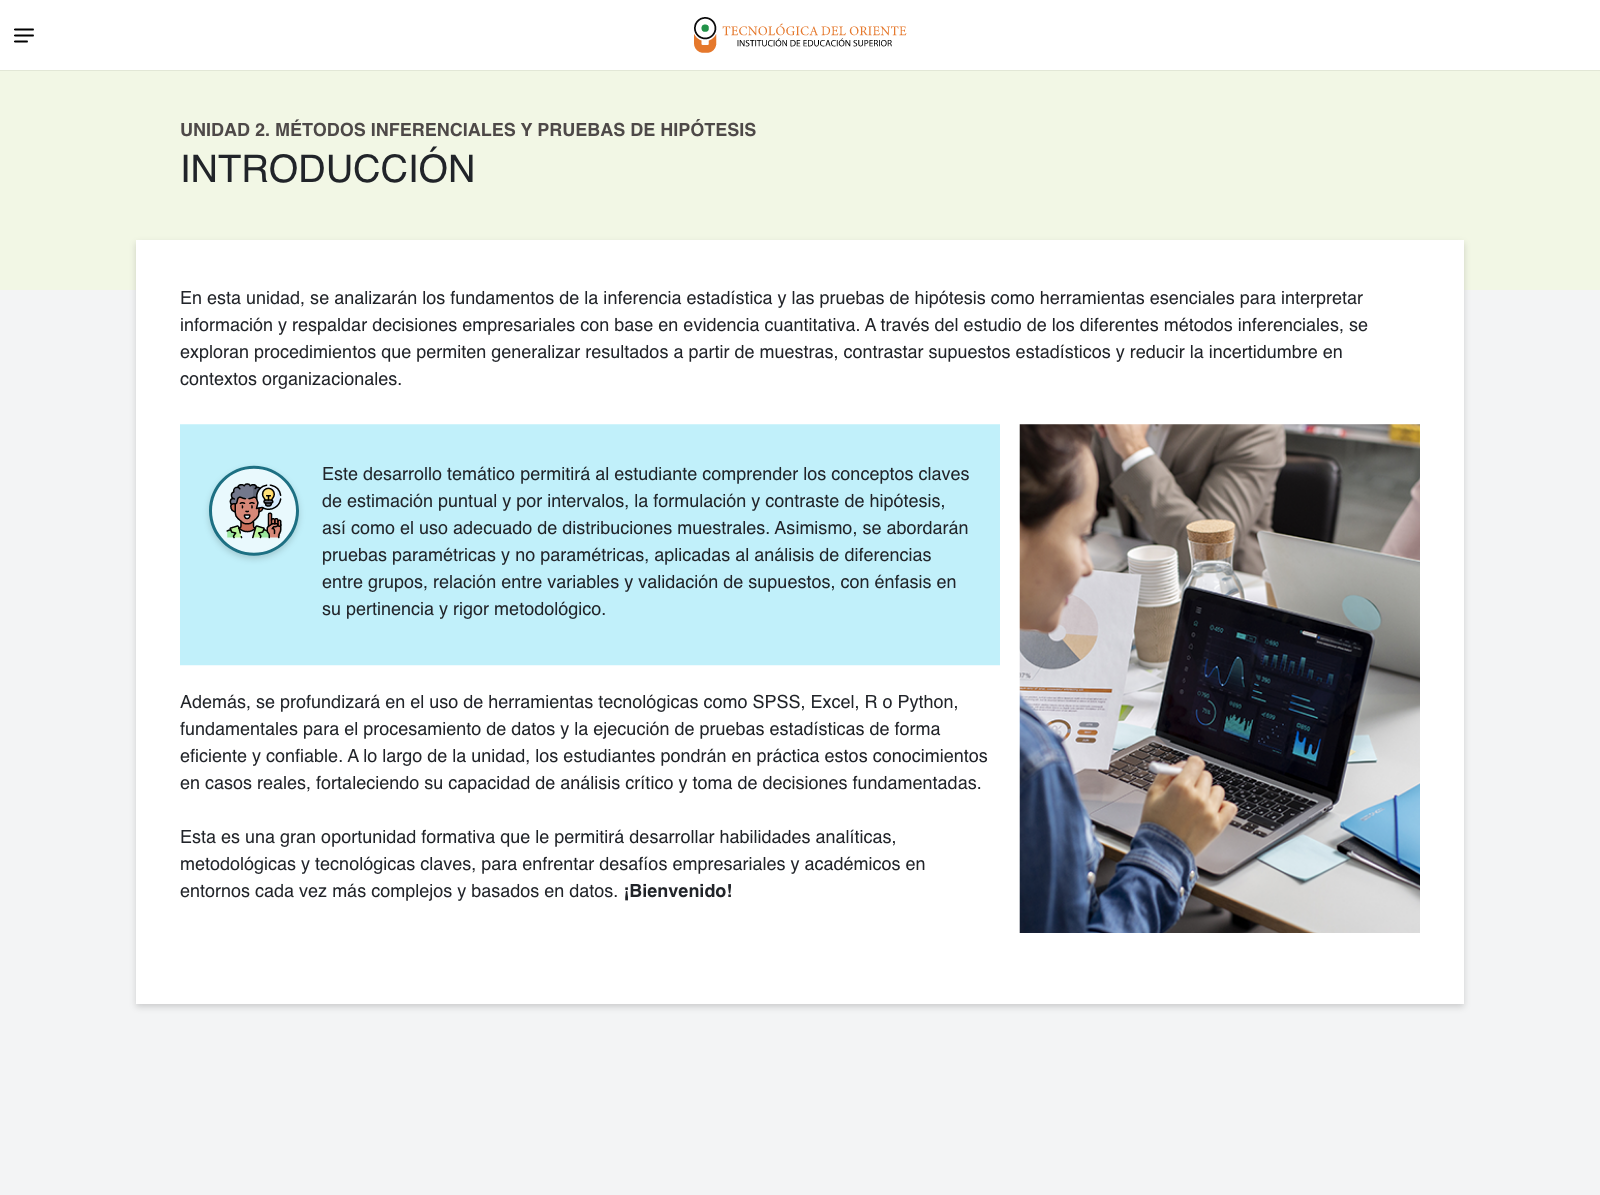 TECNOLÓGICA DEL ORIENTE
INSTITUCIÓN DE EDUCACIÓN SUPERIOR
UNIDAD 2. MÉTODOS INFERENCIALES Y PRUEBAS DE HIPÓTESIS
INTRODUCCIÓN
En esta unidad, se analizarán los fundamentos de la inferencia estadística y las pruebas de hipótesis como herramientas esenciales para interpretar
información y respaldar decisiones empresariales con base en evidencia cuantitativa. A través del estudio de los diferentes métodos inferenciales, se
exploran procedimientos que permiten generalizar resultados a partir de muestras, contrastar supuestos estadísticos y reducir la incertidumbre en
contextos organizacionales.
Este desarrollo temático permitirá al estudiante comprender los conceptos claves
de estimación puntual y por intervalos, la formulación y contraste de hipótesis,
así como el uso adecuado de distribuciones muestrales. Asimismo, se abordarán
pruebas paramétricas y no paramétricas, aplicadas al análisis de diferencias
entre grupos, relación entre variables y validación de supuestos, con énfasis en
su pertinencia y rigor metodológico.
Además, se profundizará en el uso de herramientas tecnológicas como SPSS, Excel, R o Python,
fundamentales para el procesamiento de datos y la ejecución de pruebas estadísticas de forma
eficiente y confiable. A lo largo de la unidad, los estudiantes pondrán en práctica estos conocimientos
en casos reales, fortaleciendo su capacidad de análisis crítico y toma de decisiones fundamentadas.
Esta es una gran oportunidad formativa que le permitirá desarrollar habilidades analíticas,
metodológicas y tecnológicas claves, para enfrentar desafíos empresariales y académicos en
entornos cada vez más complejos y basados en datos. ¡Bienvenido!